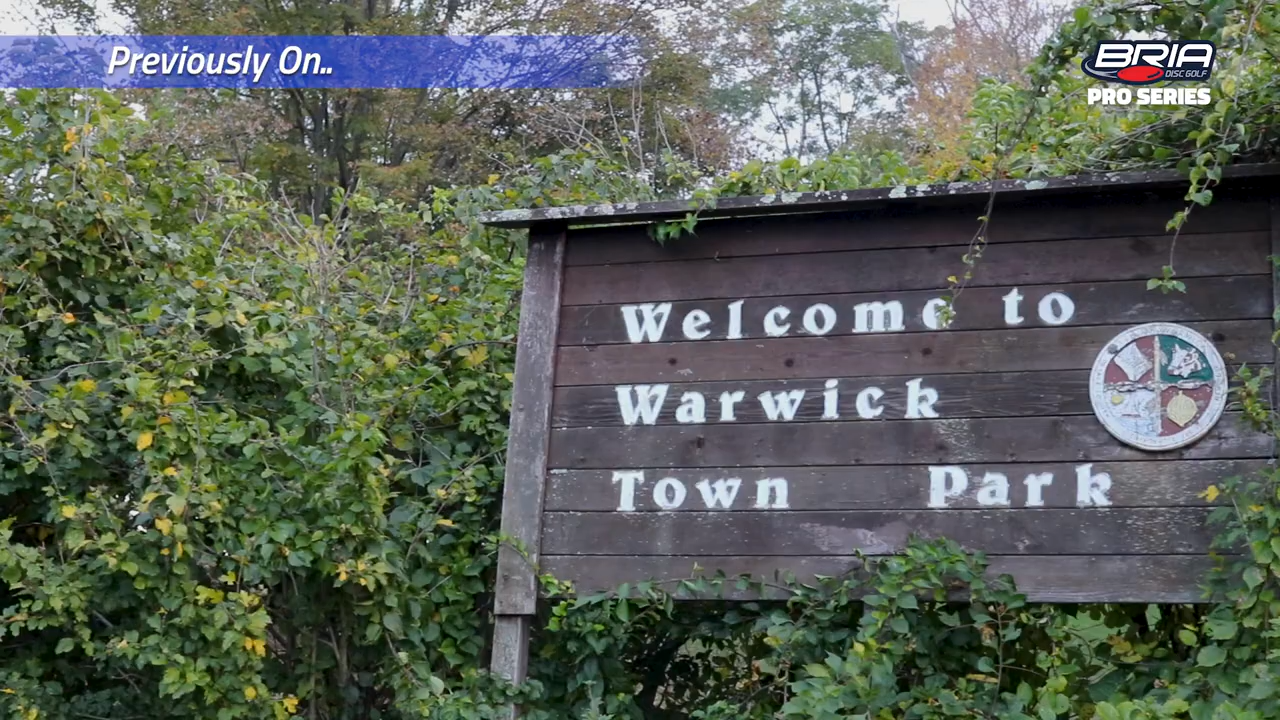 Previously On..
BRIA
DISC GOLF
PRO SERIES
Welcome to
Warwick
Town Park